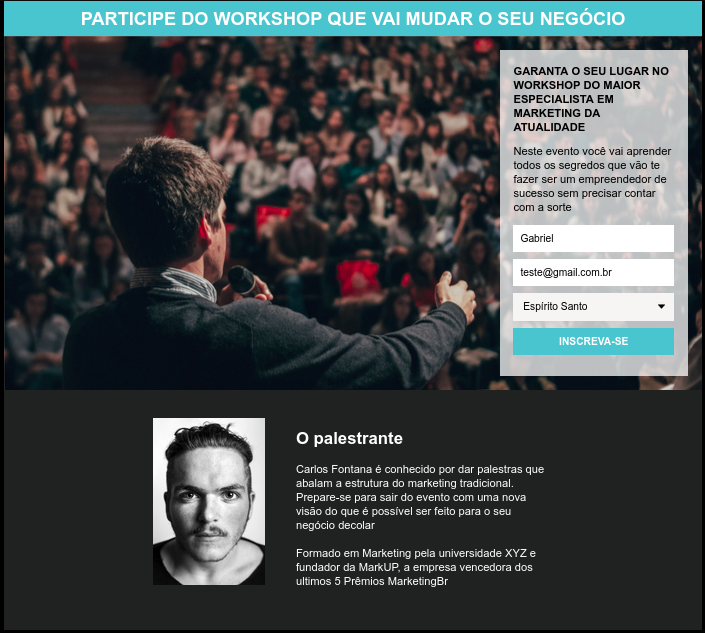 PARTICIPE DO WORKSHOP QUE VAI MUDAR O SEU NEGÓCIO
GARANTA O SEU LUGAR NO
WORKSHOP DO MAIOR
ESPECIALISTA EM
MARKETING DA
ATUALIDADE
Neste evento você vai aprender
todos os segredos que vão te
fazer ser um empreendedor de
sucesso sem precisar contar
com a sorte
Gabriel
teste@gmail.com.br
Espírito Santo
INSCREVA-SE
O palestrante
Carlos Fontana é conhecido por dar palestras que
abalam a estrutura do marketing tradicional.
Prepare-se para sair do evento com uma nova
visão do que é possível ser feito para o seu
negócio decolar
Formado em Marketing pela universidade XYZ e
fundador da MarkUP, a empresa vencedora dos
ultimos 5 Prêmios MarketingBr